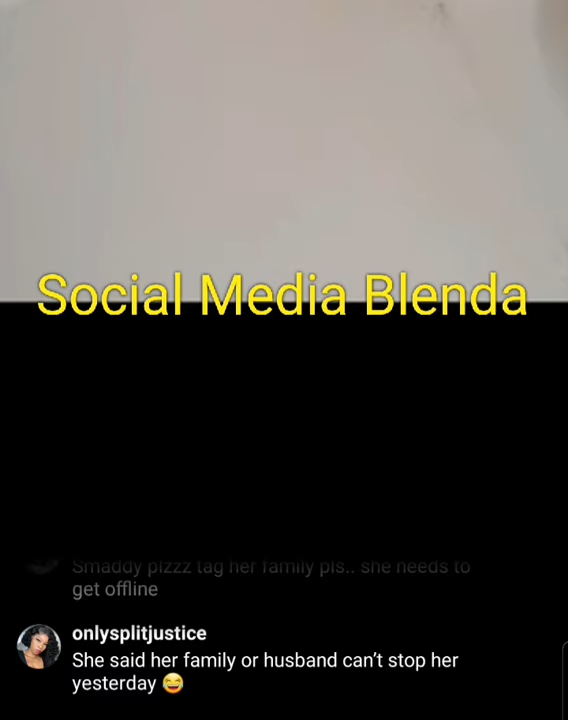 Social Media Blenda
Smaddy pizzz tag her family pls.. she needs to
get offline
onlysplitjustice
She said her family or husband can't stop her
yesterday 😂